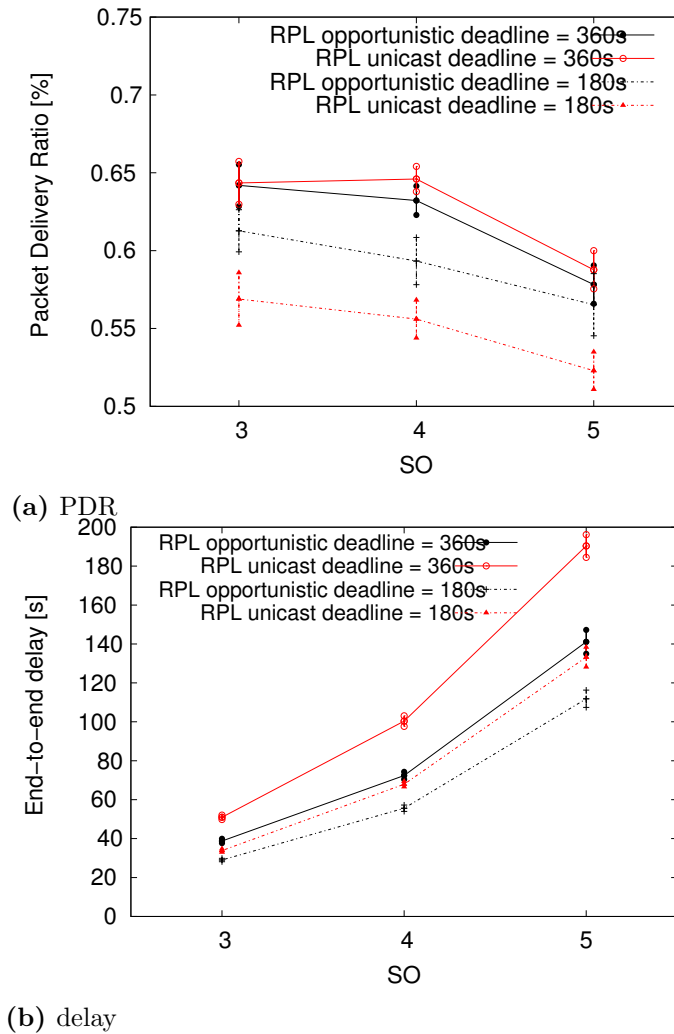 RPL opportunistic deadline = 360s
RPL unicast deadline = 360s
RPL opportunistic deadline = 180s
RPL unicast deadline = 180s
Packet Delivery Ratio [%]
0.75
0.7
0.65
0.6
0.55
0.5
3 4 5
SO
(a) PDR
RPL opportunistic deadline = 360s
RPL unicast deadline = 360s
RPL opportunistic deadline = 180s
RPL unicast deadline = 180s
End-to-end delay [s]
200
180
160
140
120
100
80
60
40
20
0
3 4 5
SO
(b) delay